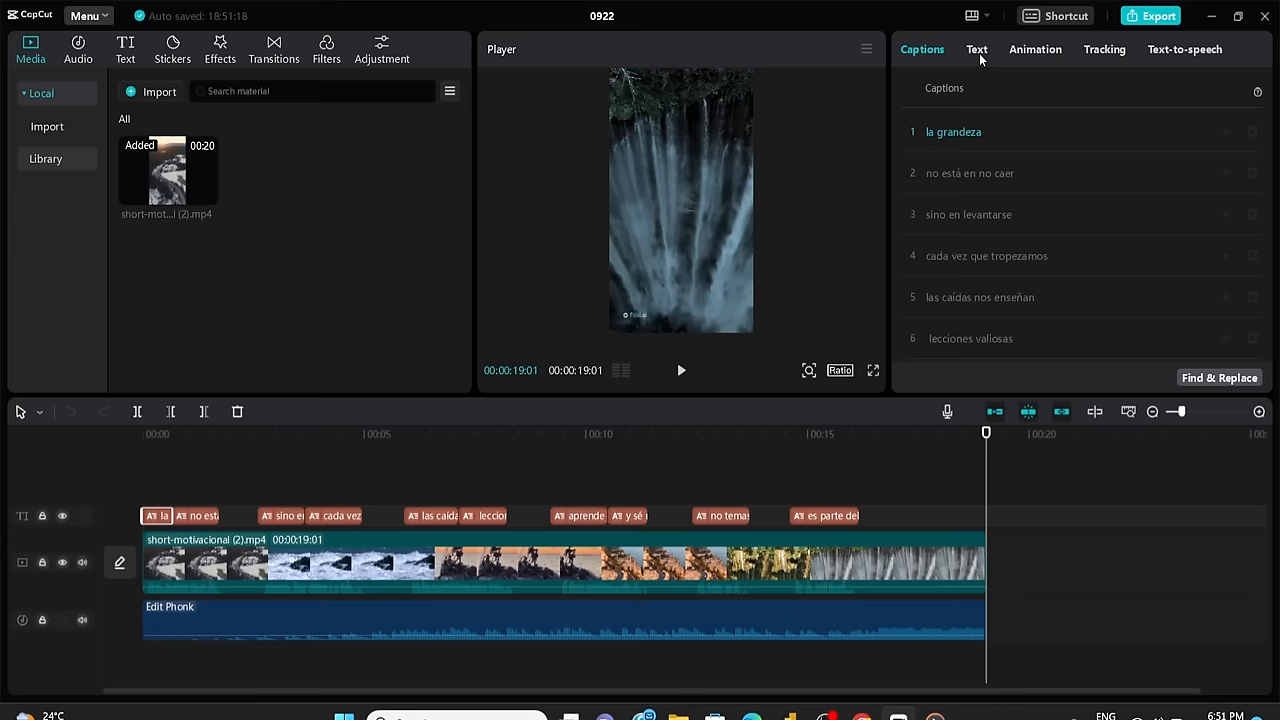 CapCut
Menu
Auto saved: 18:51:18
0922
Shortcut
Export
Media
Audio
Text
Stickers
Effects
Transitions
Filters
Adjustment
Local
Import
Library
Import
Search material
All
Added
00:20
short-mot...l (2).mp4
Player
00:00:19:01
00:00:19:01
Ratio
Captions
Text
Animation
Tracking
Text-to-speech
Captions
1 la grandeza
2 no está en no caer
3 sino en levantarse
4 cada vez que tropezamos
5 las caídas nos enseñan
6 lecciones valiosas
Find & Replace
00:00
00:05
00:10
00:15
00:20
00:
la
no está
sino en
cada vez
las caída
leccion
aprende
y sé
no temas
es parte del
short-motivacional (2).mp4 00:00:19:01
Edit Phonk
24°C
ENG
6:51 PM